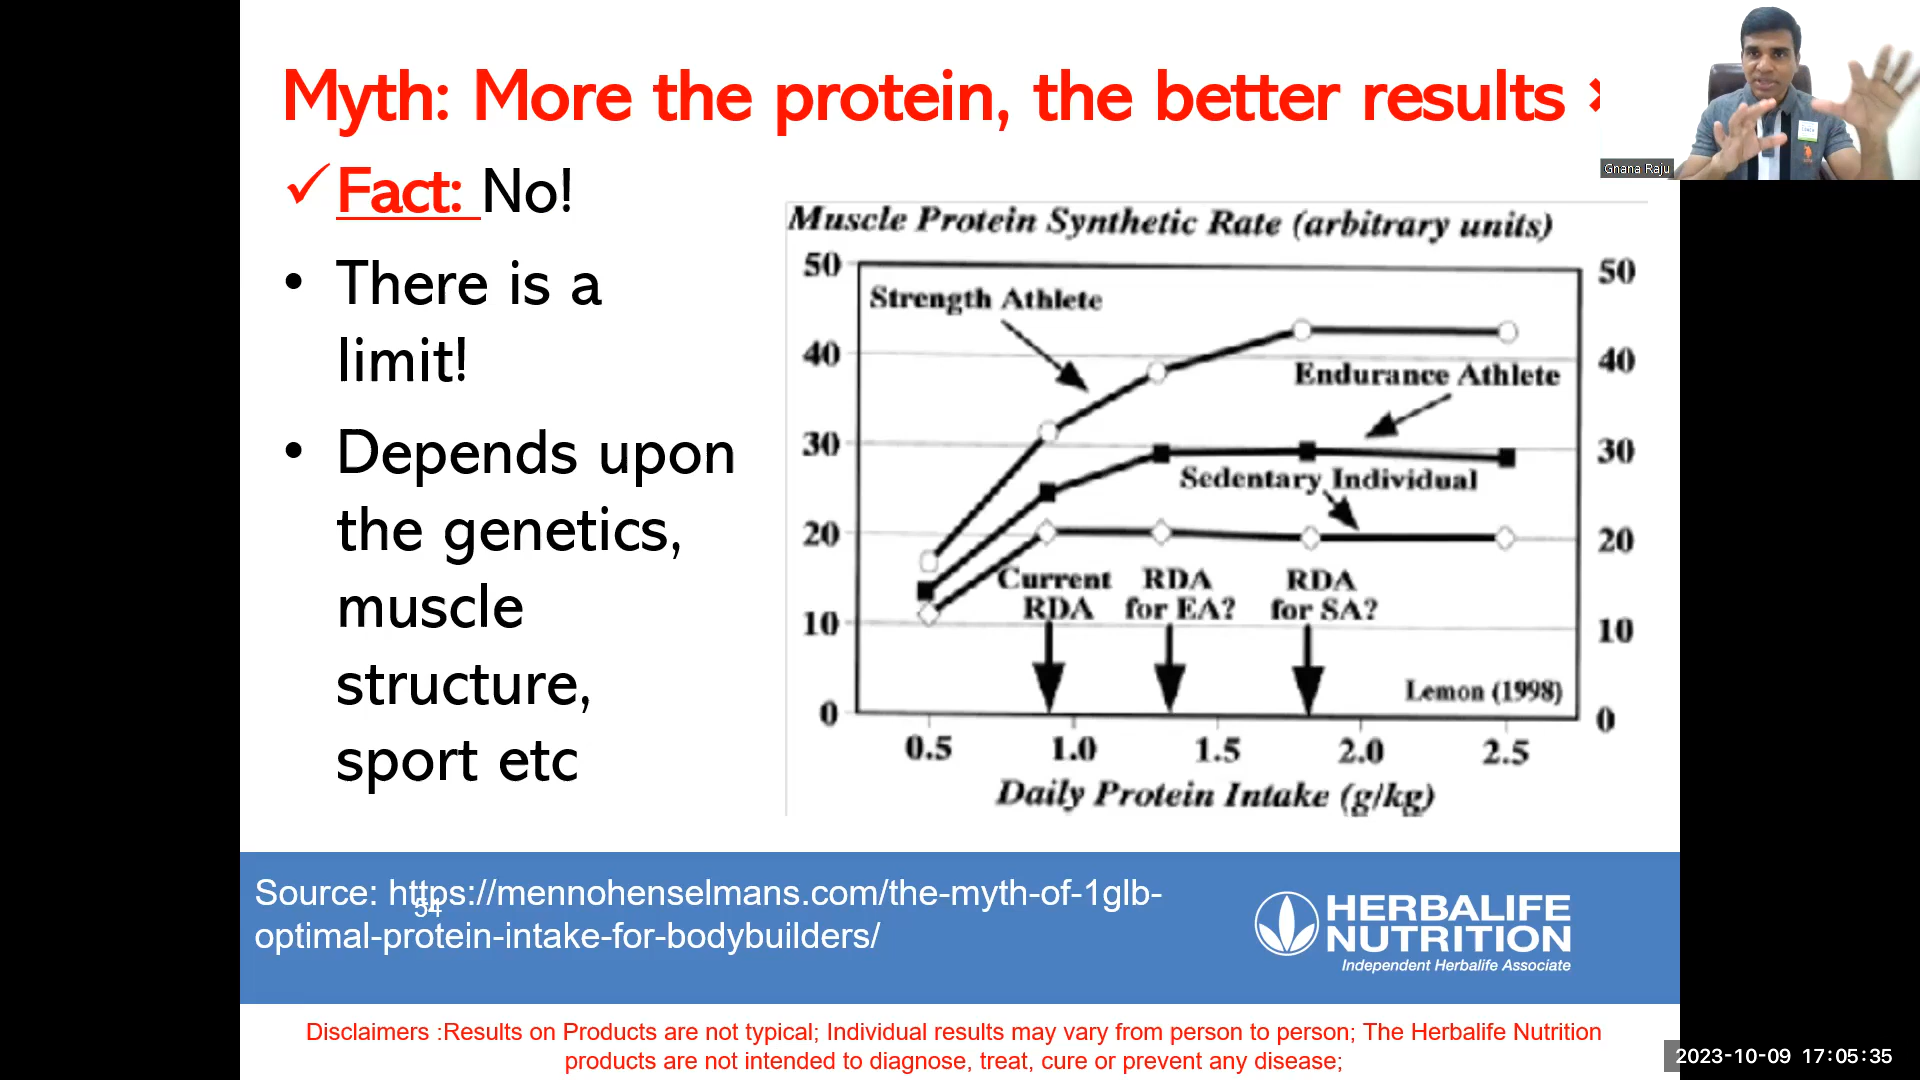 Myth: More the protein, the better results
Gnana Raju
✓Fact: No!
• There is a
limit!
• Depends upon
the genetics,
muscle
structure,
sport etc
Muscle Protein Synthetic Rate (arbitrary units)
50 50
Strength Athlete
40 40
Endurance Athlete
30 30
Sedentary Individual
20 20
Current RDA RDA
RDA for EA? for SA?
10 10
Lemon (1998)
0 0
0.5 1.0 1.5 2.0 2.5
Daily Protein Intake (g/kg)
Source: https://mennohenselmans.com/the-myth-of-1glb-
54
optimal-protein-intake-for-bodybuilders/
HERBALIFE
NUTRITION
Independent Herbalife Associate
Disclaimers :Results on Products are not typical; Individual results may vary from person to person; The Herbalife Nutrition
products are not intended to diagnose, treat, cure or prevent any disease;
2023-10-09 17:05:35